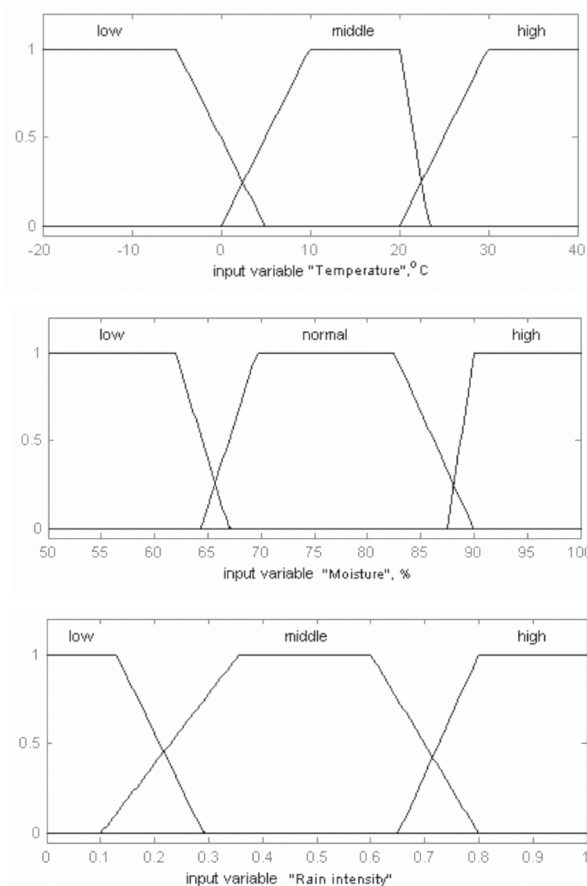 low middle high
1
0.5
0
-20 -10 0 10 20 30 40
input variable "Temperature",°C
low normal high
1
0.5
0
50 55 60 65 70 75 80 85 90 95 100
input variable "Moisture", %
low middle high
1
0.5
0
0 0.1 0.2 0.3 0.4 0.5 0.6 0.7 0.8 0.9 1
input variable "Rain intensity"